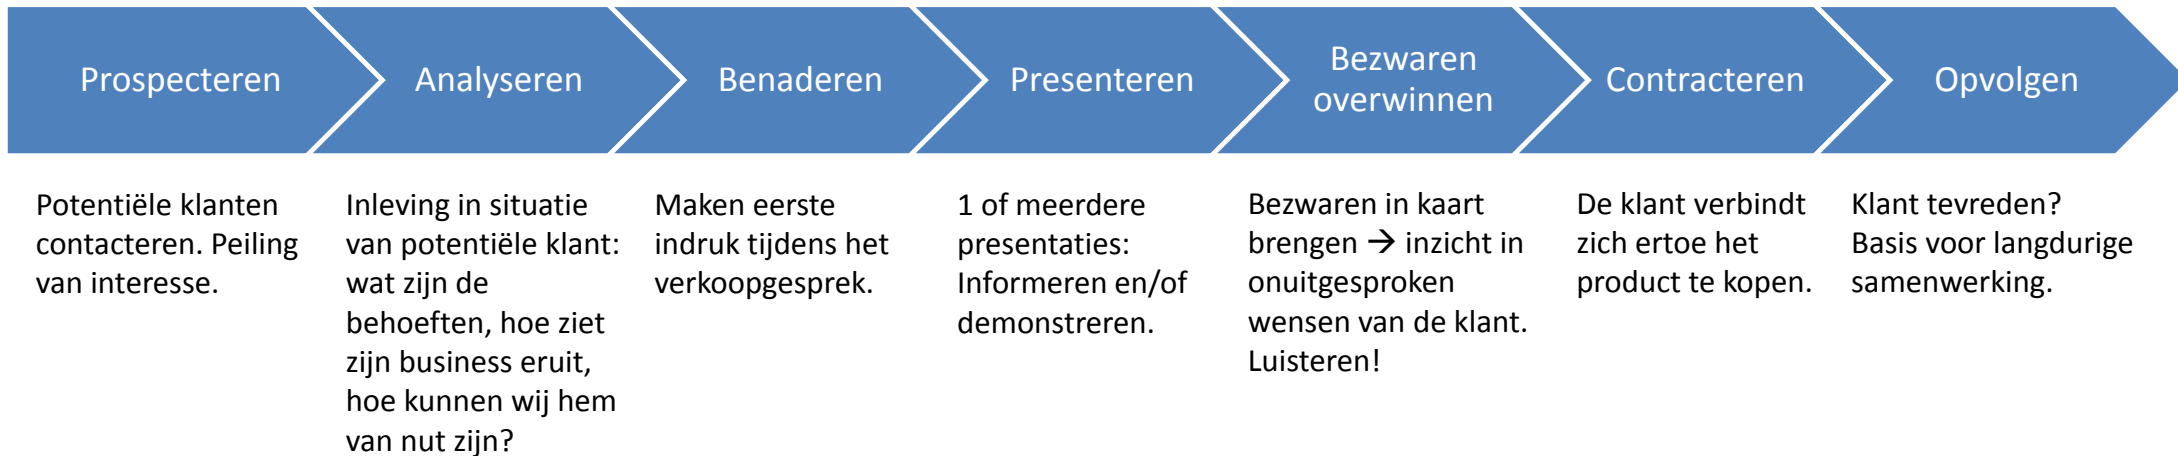 Prospecteren
Analyseren
Benaderen
Presenteren
Bezwaren
overwinnen
Contracteren
Opvolgen
Potentiële klanten
contacteren. Peiling
van interesse.
Inleving in situatie
van potentiële klant:
wat zijn de
behoeften, hoe ziet
zijn business eruit,
hoe kunnen wij hem
van nut zijn?
Maken eerste
indruk tijdens het
verkoopgesprek.
1 of meerdere
presentaties:
Informeren en/of
demonstreren.
Bezwaren in kaart
brengen → inzicht in
onuitgesproken
wensen van de klant.
Luisteren!
De klant verbindt
zich ertoe het
product te kopen.
Klant tevreden?
Basis voor langdurige
samenwerking.